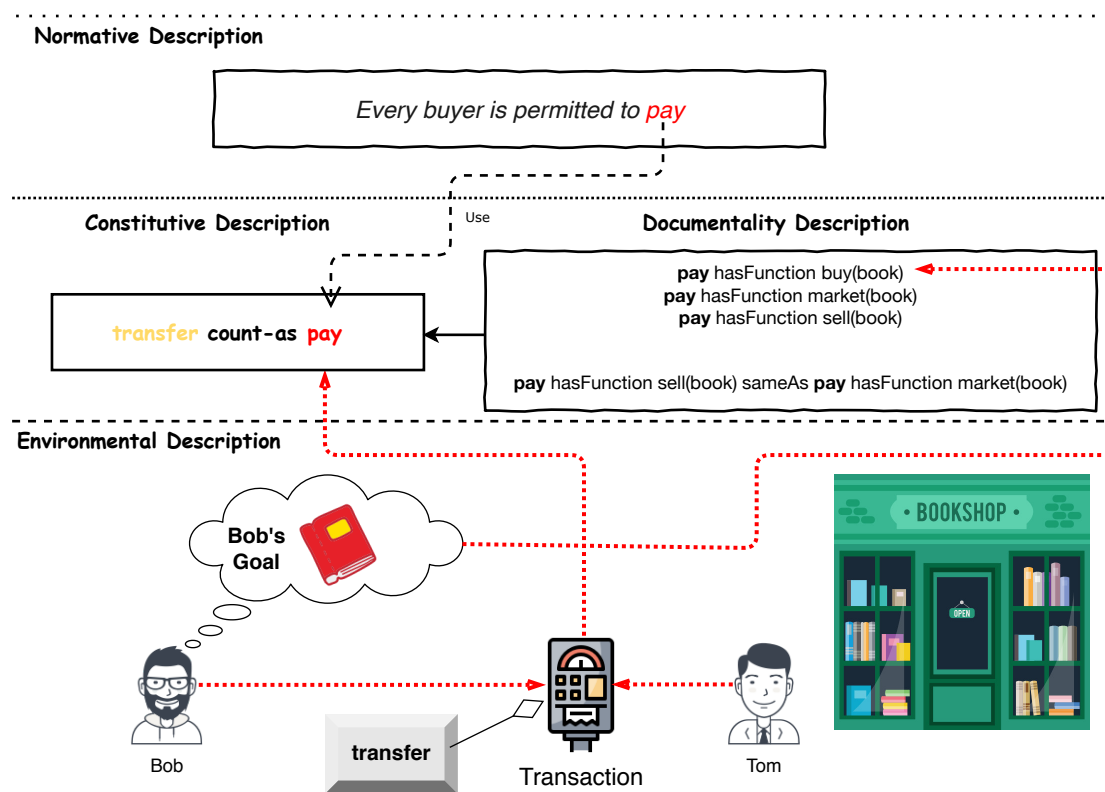 Normative Description
Every buyer is permitted to pay
Use
Constitutive Description
Documentality Description
transfer count-as pay
pay hasFunction buy(book)
pay hasFunction market(book)
pay hasFunction sell(book)
pay hasFunction sell(book) sameAs pay hasFunction market(book)
Environmental Description
Bob's
Goal
• BOOKSHOP •
OPEN
transfer
Bob
Transaction
Tom